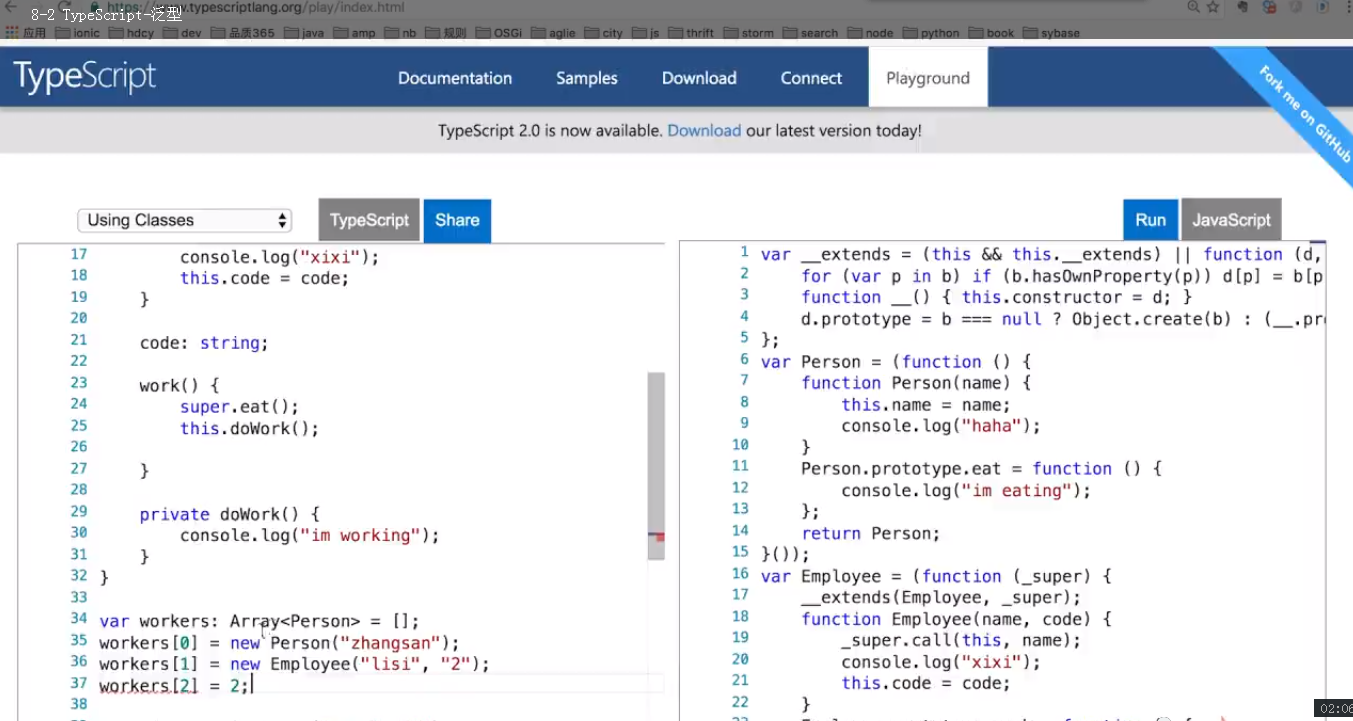 8-2 TypeScript-泛型
https://www.typescriptlang.org/play/index.html
应用 ionic hdcy dev 品质365 java amp nb 规则 OSGi aglie city js thrift storm search node python book sybase
TypeScript Documentation Samples Download Connect Playground
Fork me on GitHub
TypeScript 2.0 is now available. Download our latest version today!
Using Classes TypeScript Share
Run JavaScript
17 console.log("xixi");
18 this.code = code;
19 }
20
21 code: string;
22
23 work() {
24 super.eat();
25 this.doWork();
26
27 }
28
29 private doWork() {
30 console.log("im working");
31 }
32 }
33
34 var workers: Array<Person> = [];
35 workers[0] = new Person("zhangsan");
36 workers[1] = new Employee("lisi", "2");
37 workers[2] = 2;
38
1 var __extends = (this && this.__extends) || function (d,
2 for (var p in b) if (b.hasOwnProperty(p)) d[p] = b[p
3 function __() { this.constructor = d; }
4 d.prototype = b === null ? Object.create(b) : (__.pro
5 };
6 var Person = (function () {
7 function Person(name) {
8 this.name = name;
9 console.log("haha");
10 }
11 Person.prototype.eat = function () {
12 console.log("im eating");
13 };
14 return Person;
15 }());
16 var Employee = (function (_super) {
17 __extends(Employee, _super);
18 function Employee(name, code) {
19 _super.call(this, name);
20 console.log("xixi");
21 this.code = code;
22 }
02:06